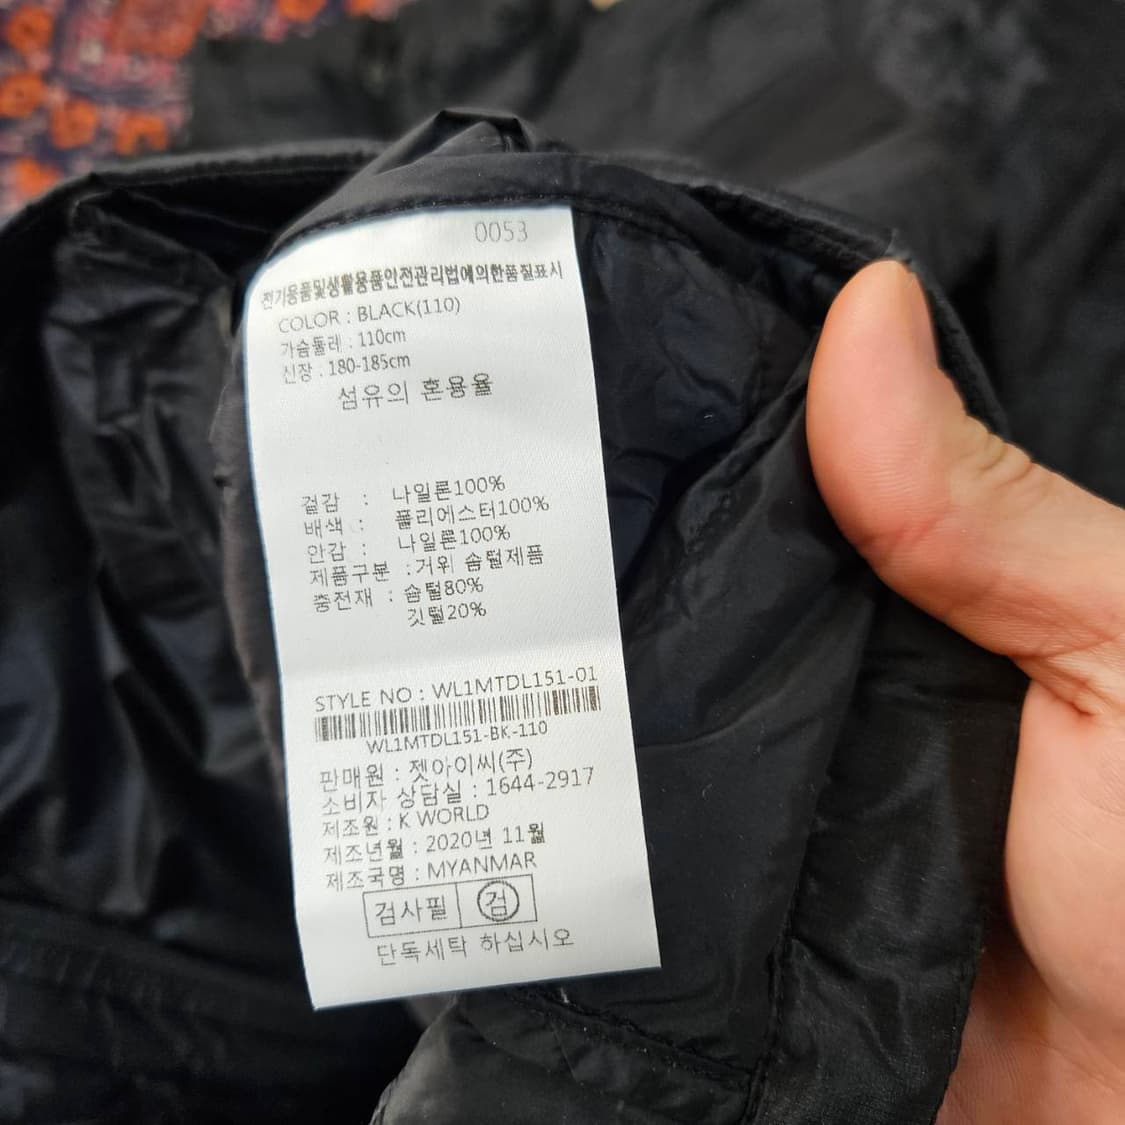 0053
전기용품및생활용품안전관리법에의한품질표시
COLOR : BLACK(110)
가슴둘레 : 110cm
신장 : 180-185cm
섬유의 혼용율
겉감 : 나일론100%
배색 : 폴리에스터100%
안감 : 나일론100%
제품구분 : 거위 솜털제품
충전재 : 솜털80%
깃털20%
STYLE NO : WL1MTDL151-01
WL1MTDL151-BK-110
판매원 : 젯아이씨(주)
소비자 상담실 : 1644-2917
제조원 : K WORLD
제조년월 : 2020년 11월
제조국명 : MYANMAR
검사필 검
단독세탁 하십시오